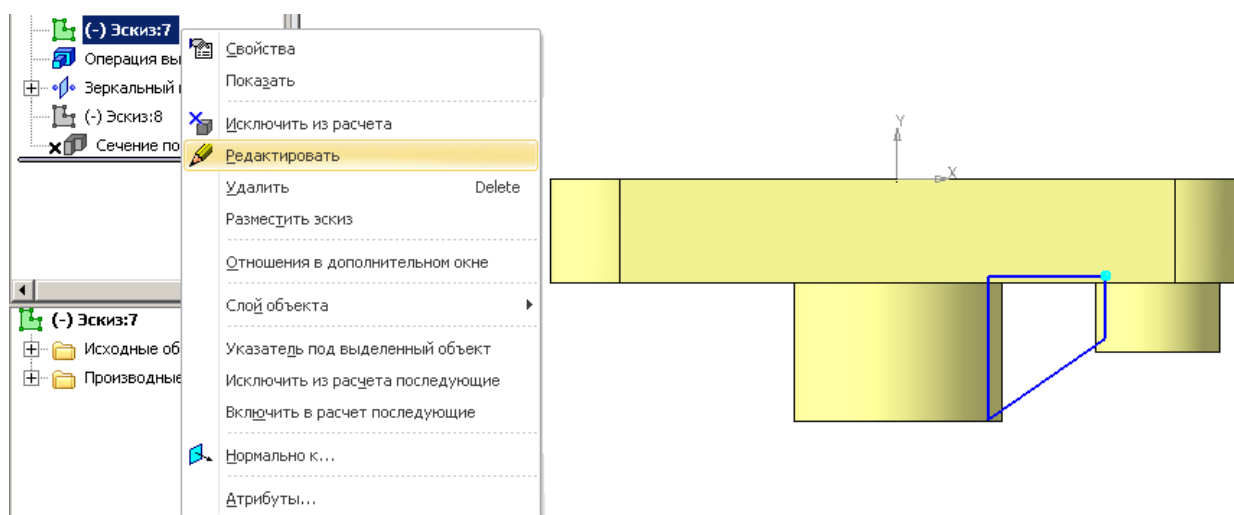 (-) Эскиз:7
Операция вы
Зеркальный
(-) Эскиз:8
Сечение по
(-) Эскиз:7
Исходные об
Производные
Свойства
Показать
Исключить из расчета
Редактировать
Удалить Delete
Разместить эскиз
Отношения в дополнительном окне
Слой объекта
Указатель под выделенный объект
Исключить из расчета последующие
Включить в расчет последующие
Нормально к...
Атрибуты...
Y
X